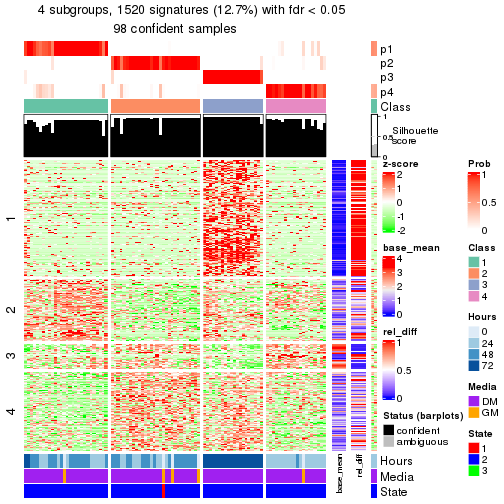 4 subgroups, 1520 signatures (12.7%) with fdr < 0.05
98 confident samples
p1
p2
p3
p4
Class
1
0.5
0
Silhouette
score
1
2
3
4
Hours
Media
State
base_mean
rel_diff
z-score
2
1
0
-1
-2
base_mean
4
3
2
1
0
rel_diff
1
0.5
0
Status (barplots)
confident
ambiguous
Prob
1
0.5
0
Class
1
2
3
4
Hours
0
24
48
72
Media
DM
GM
State
1
2
3